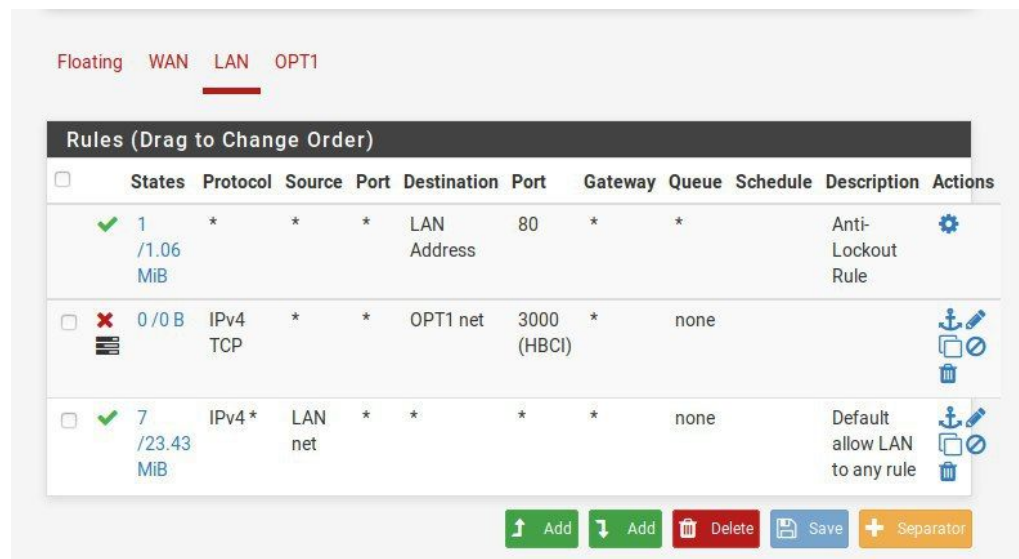 Floating WAN LAN OPT1
Rules (Drag to Change Order)
States Protocol Source Port Destination Port Gateway Queue Schedule Description Actions
1 * * * LAN 80 * * Anti-
/1.06 Address Lockout
MiB Rule
0 /0 B IPv4 * * OPT1 net 3000 * none
TCP (HBCI)
7 IPv4 * LAN * * * * none Default
/23.43 net allow LAN
MiB to any rule
Add Add Delete Save Separator